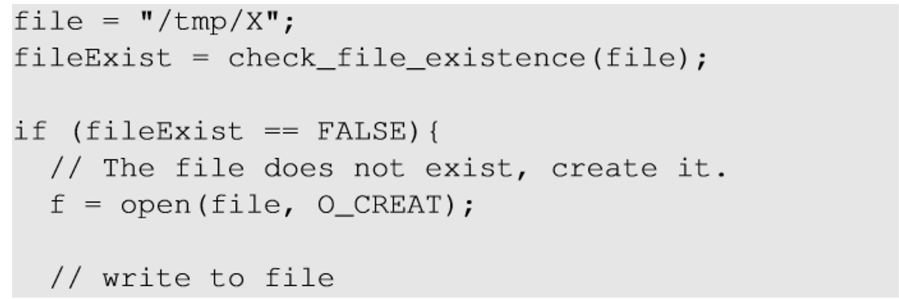 file = "/tmp/X";
fileExist = check_file_existence(file);
if (fileExist == FALSE){
// The file does not exist, create it.
f = open(file, O_CREAT);
// write to file